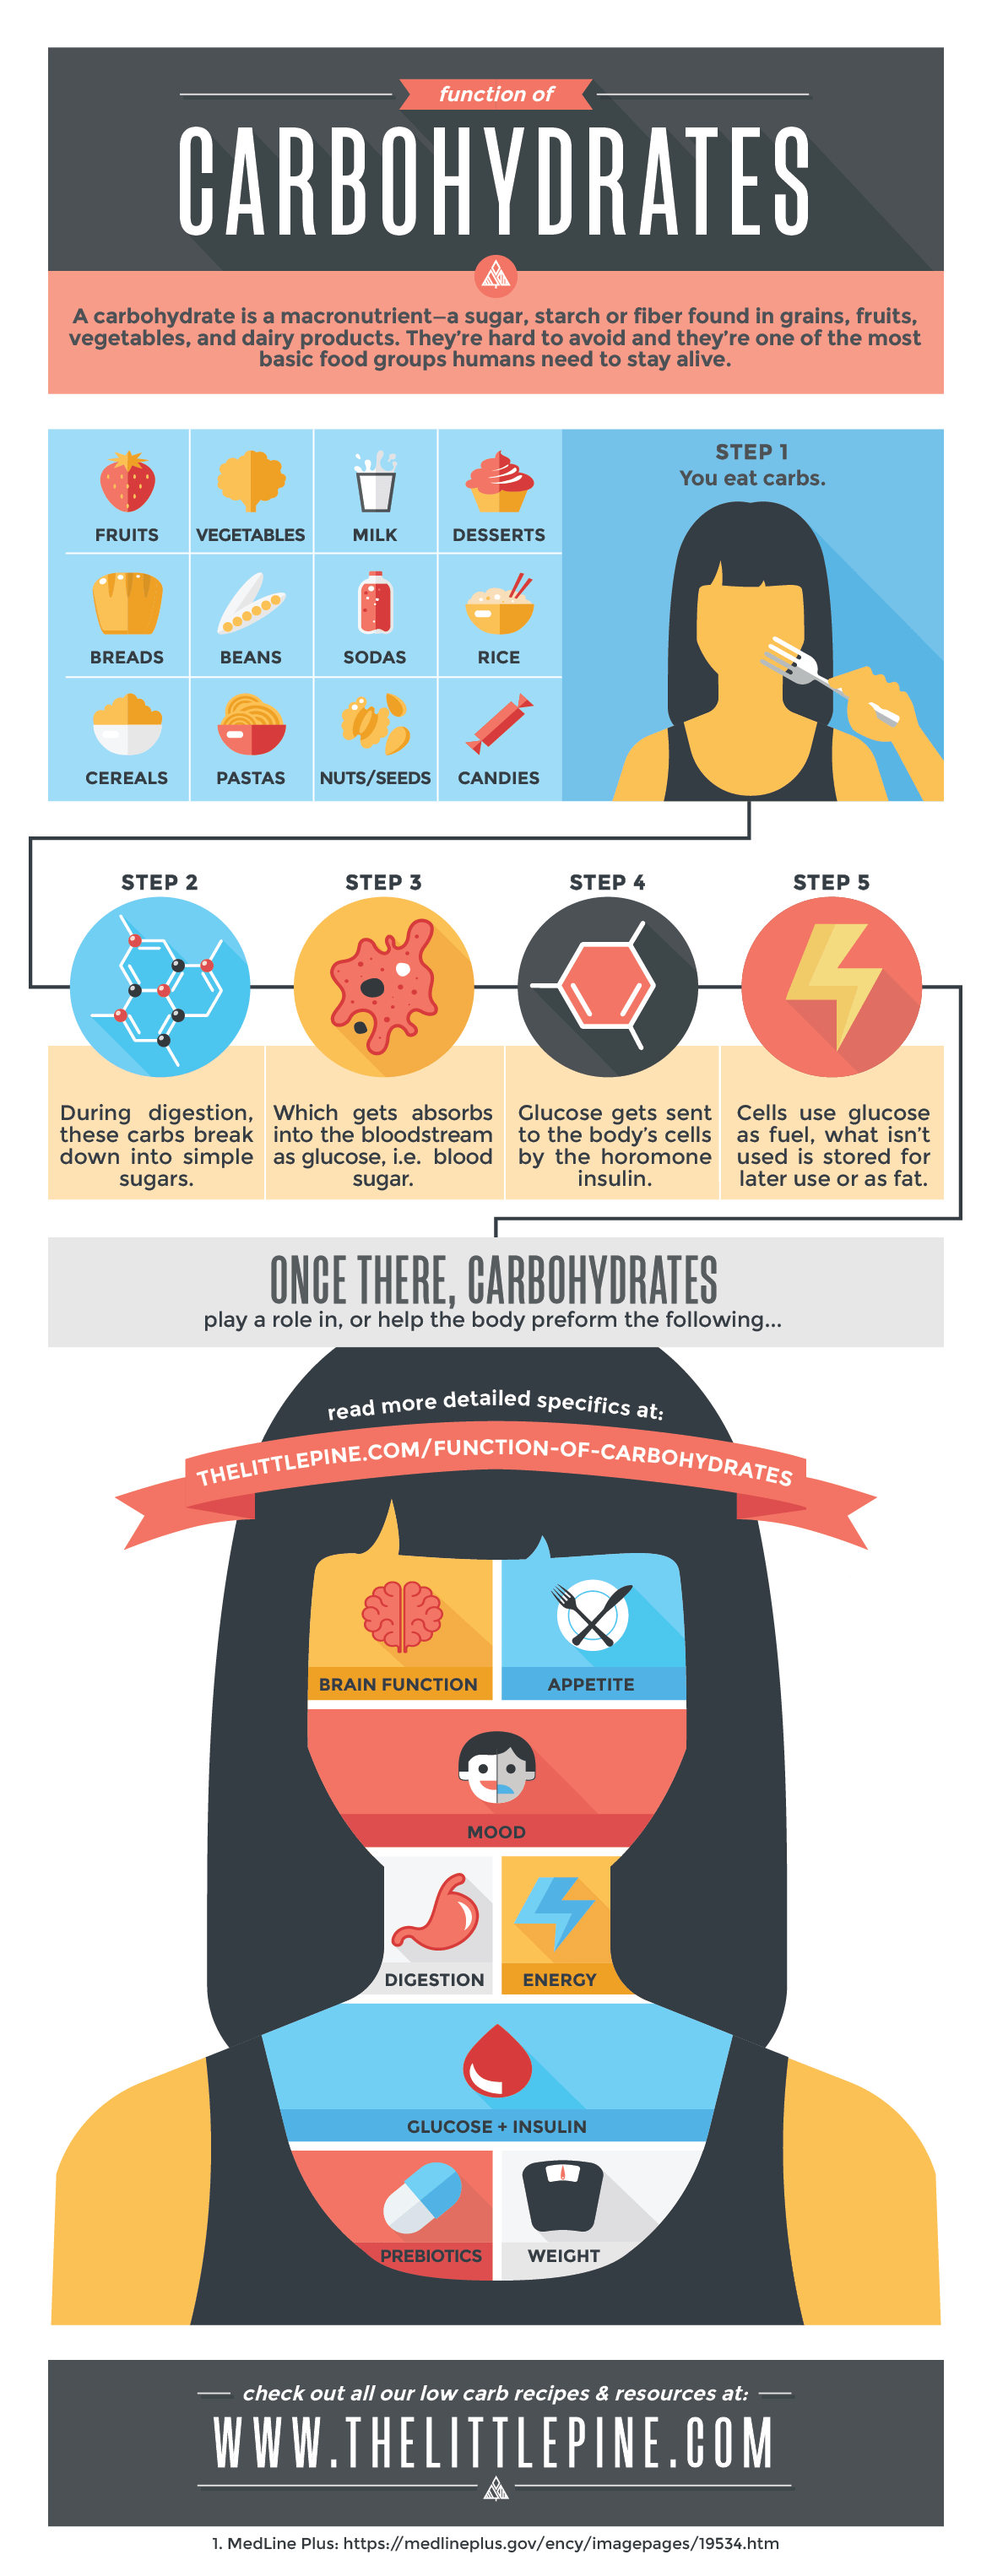 function of
CARBOHYDRATES
A carbohydrate is a macronutrient—a sugar, starch or fiber found in grains, fruits,
vegetables, and dairy products. They're hard to avoid and they're one of the most
basic food groups humans need to stay alive.
FRUITS
VEGETABLES
MILK
DESSERTS
BREADS
BEANS
SODAS
RICE
CEREALS
PASTAS
NUTS/SEEDS
CANDIES
STEP 1
You eat carbs.
STEP 2
During digestion,
these carbs break
down into simple
sugars.
STEP 3
Which gets absorbs
into the bloodstream
as glucose, i.e. blood
sugar.
STEP 4
Glucose gets sent
to the body's cells
by the horomone
insulin.
STEP 5
Cells use glucose
as fuel, what isn't
used is stored for
later use or as fat.
ONCE THERE, CARBOHYDRATES
play a role in, or help the body preform the following...
read more detailed specifics at:
THELITTLEPINE.COM/FUNCTION-OF-CARBOHYDRATES
BRAIN FUNCTION
APPETITE
MOOD
DIGESTION
ENERGY
GLUCOSE + INSULIN
PREBIOTICS
WEIGHT
check out all our low carb recipes & resources at:
WWW.THELITTLEPINE.COM
1. MedLine Plus: https://medlineplus.gov/ency/imagepages/19534.htm